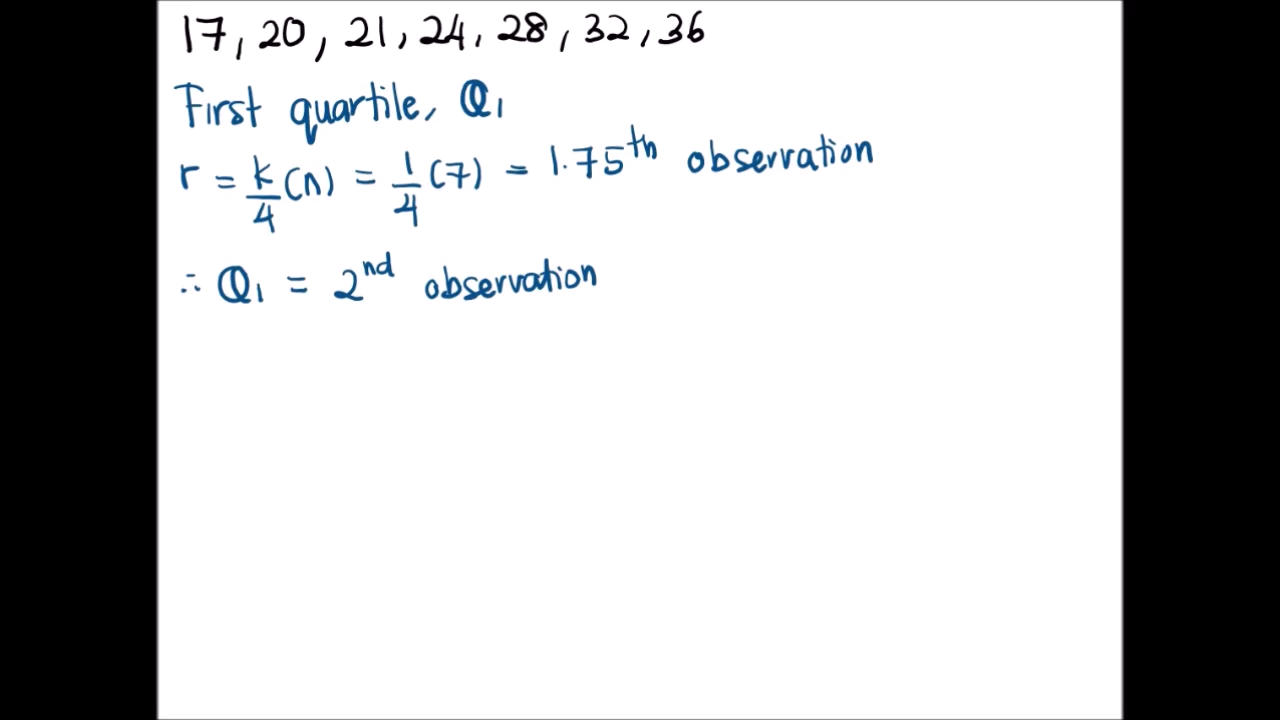 17, 20, 21, 24, 28, 32, 36
First quartile, Q₁
r = k/4 (n) = 1/4 (7) = 1.75ᵗʰ observation
∴ Q₁ = 2ⁿᵈ observation